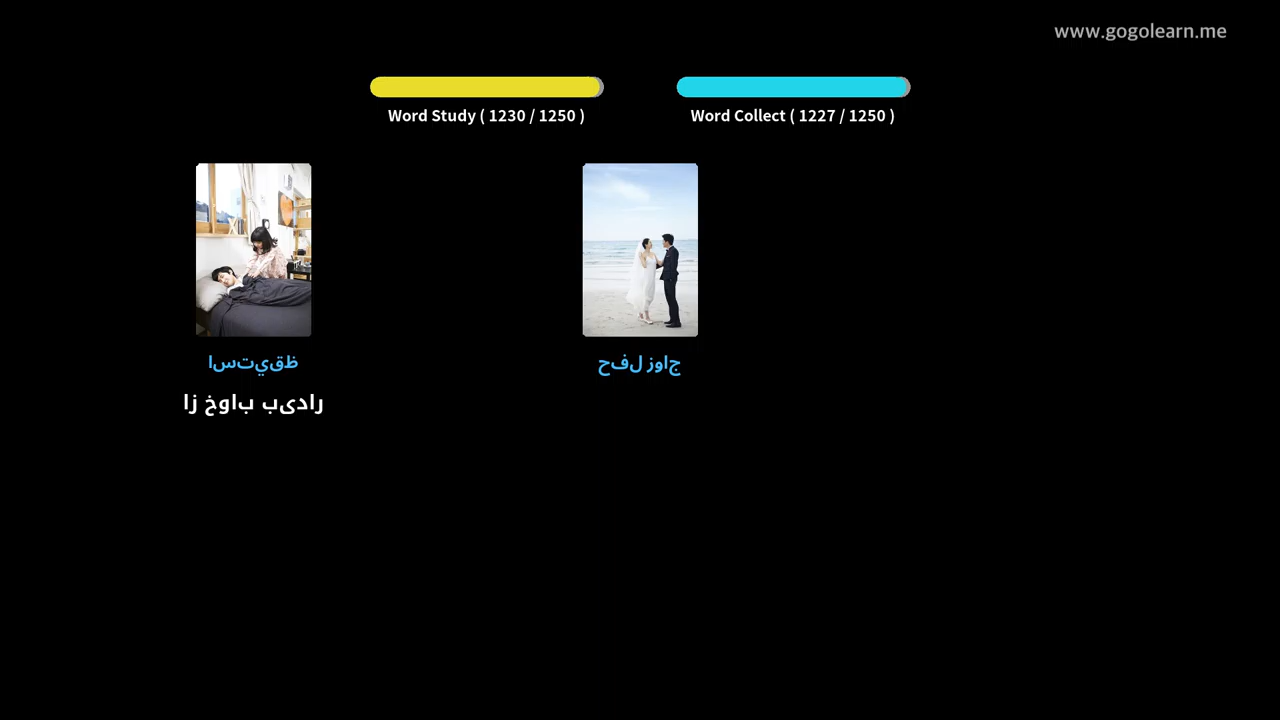 www.gogolearn.me
Word Study ( 1230 / 1250 )
Word Collect ( 1227 / 1250 )
استيقظ
حفل زواج
از خواب بیدار